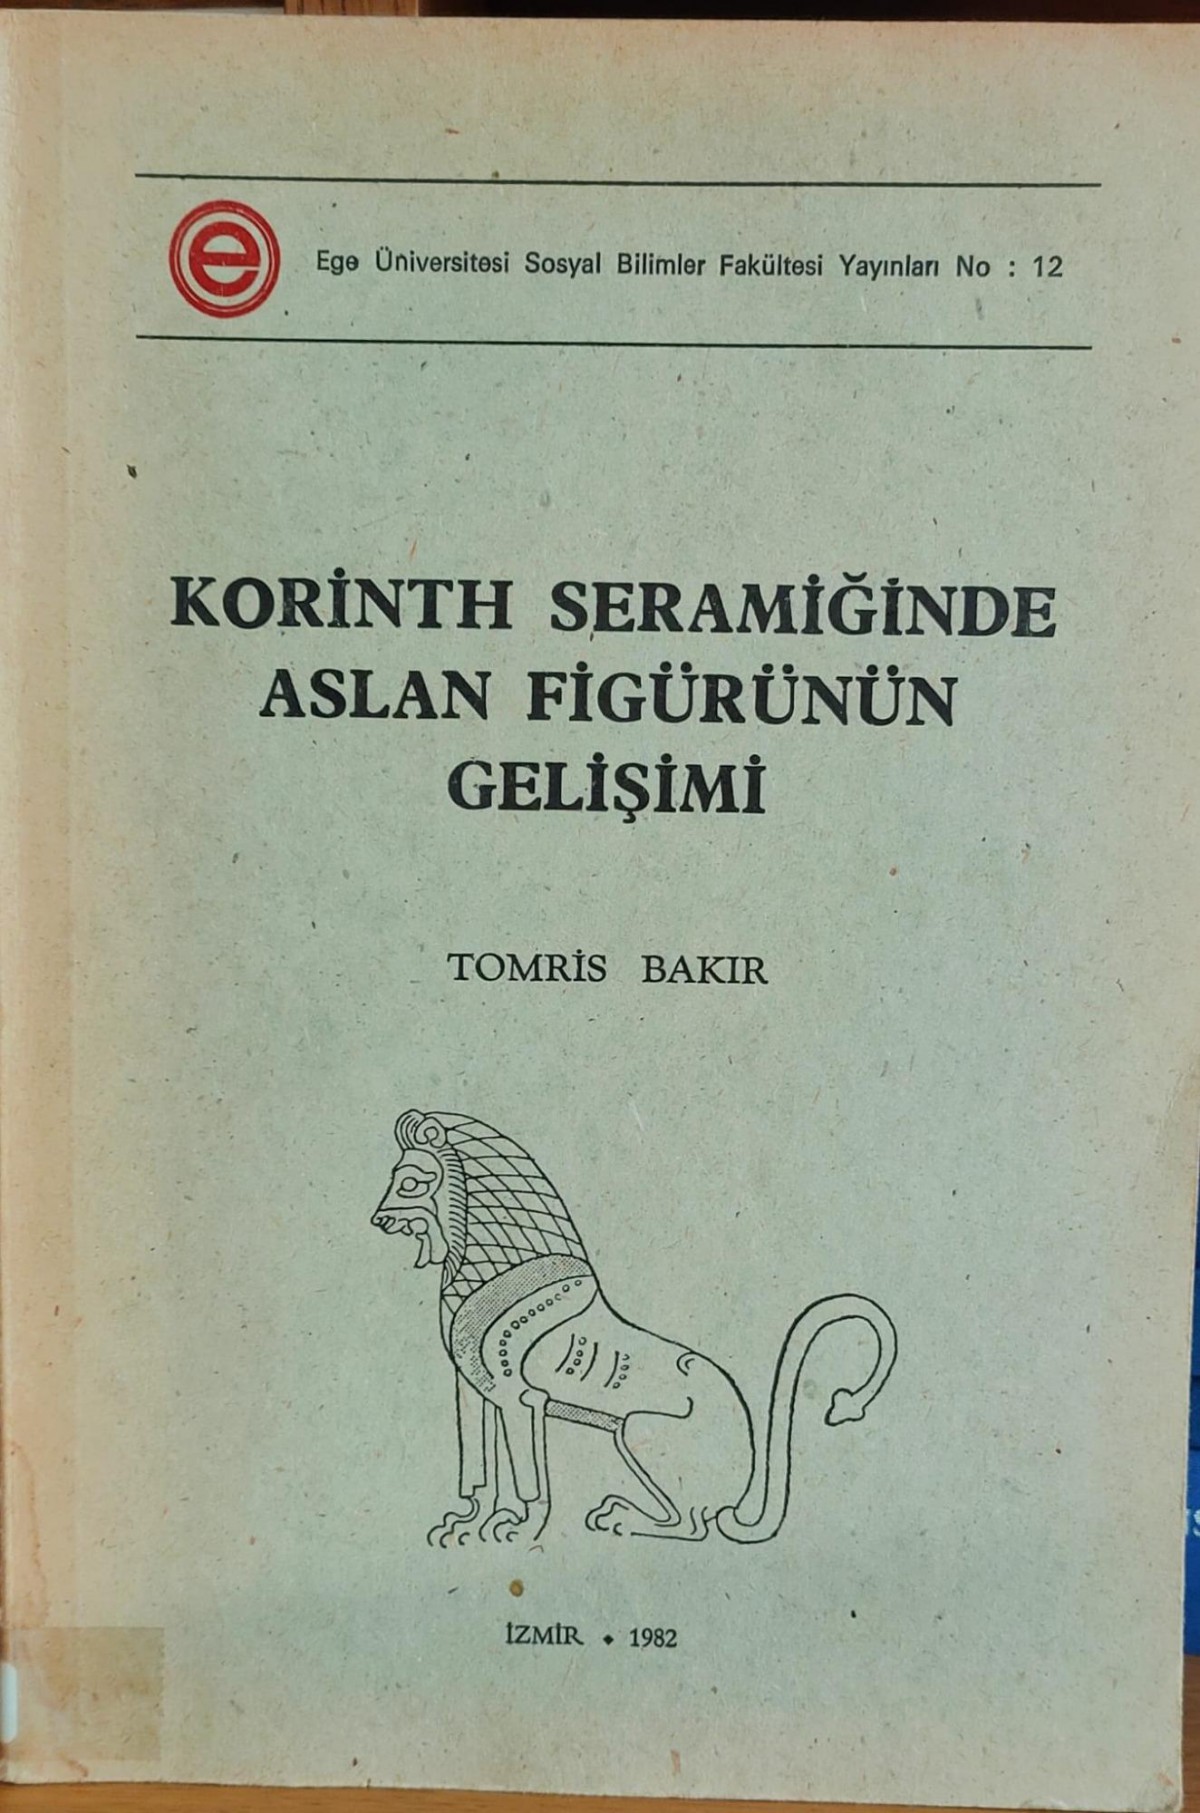 e
Ege Üniversitesi Sosyal Bilimler Fakültesi Yayınları No : 12
KORİNTH SERAMİĞİNDE
ASLAN FİGÜRÜNÜN
GELİŞİMİ
TOMRİS BAKIR
İZMİR ◆ 1982